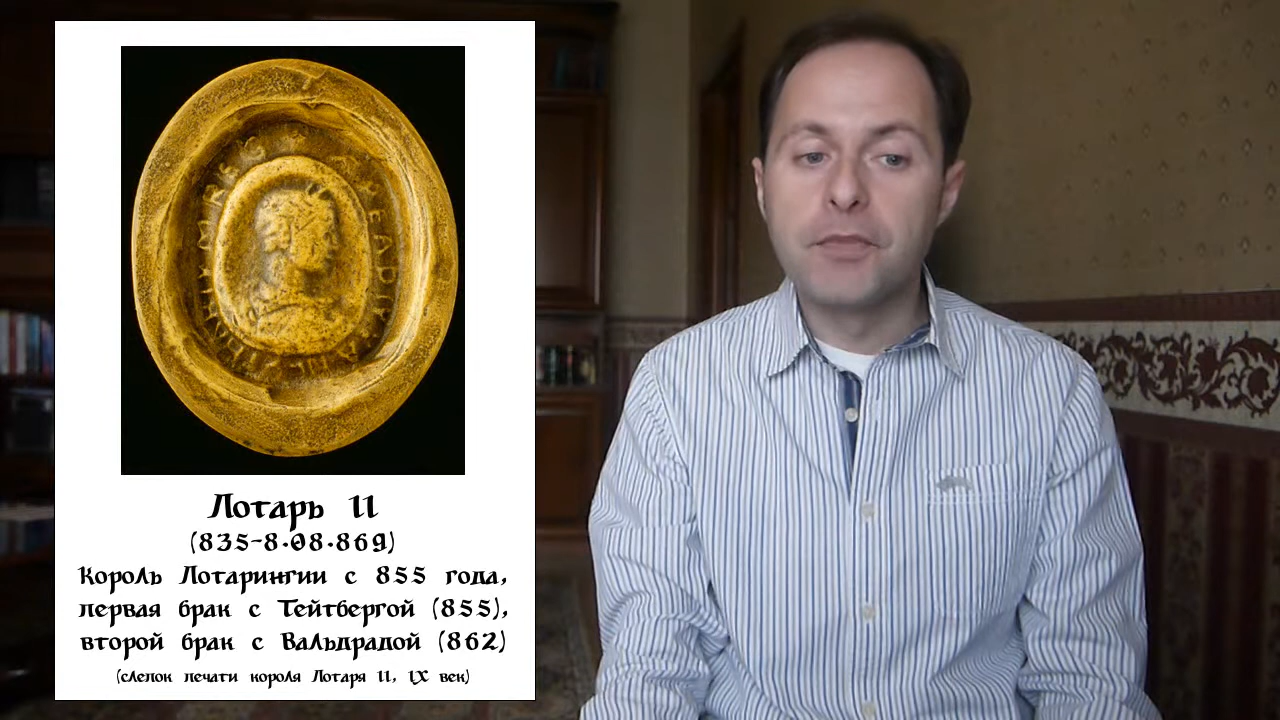 Лотарь II
(835-8.08.869)
Король Лотарингии с 855 года,
первая брак с Тейтбергой (855),
второй брак с Вальдрадой (862)
(слепок печати короля Лотаря II, IX век)